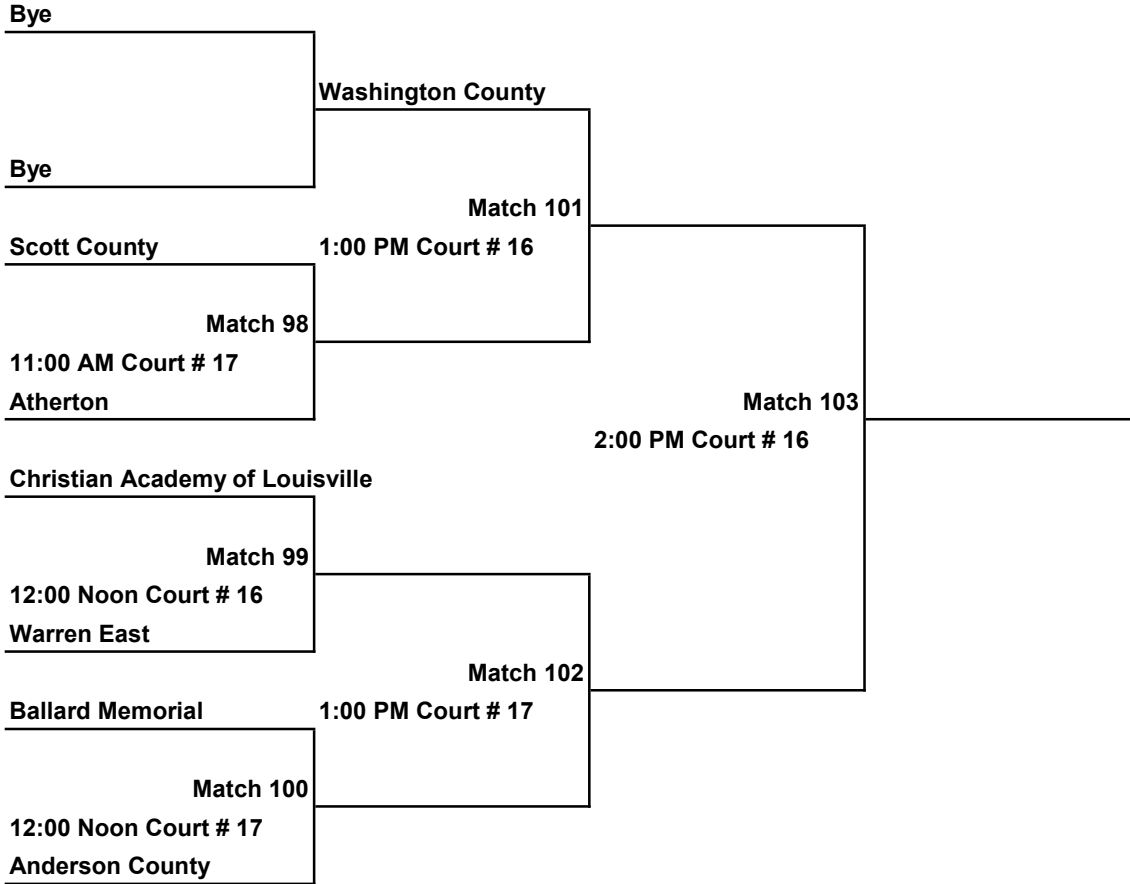 Bye
Washington County
Bye
Match 101
Scott County
1:00 PM Court # 16
Match 98
11:00 AM Court # 17
Atherton
Match 103
2:00 PM Court # 16
Christian Academy of Louisville
Match 99
12:00 Noon Court # 16
Warren East
Match 102
Ballard Memorial
1:00 PM Court # 17
Match 100
12:00 Noon Court # 17
Anderson County